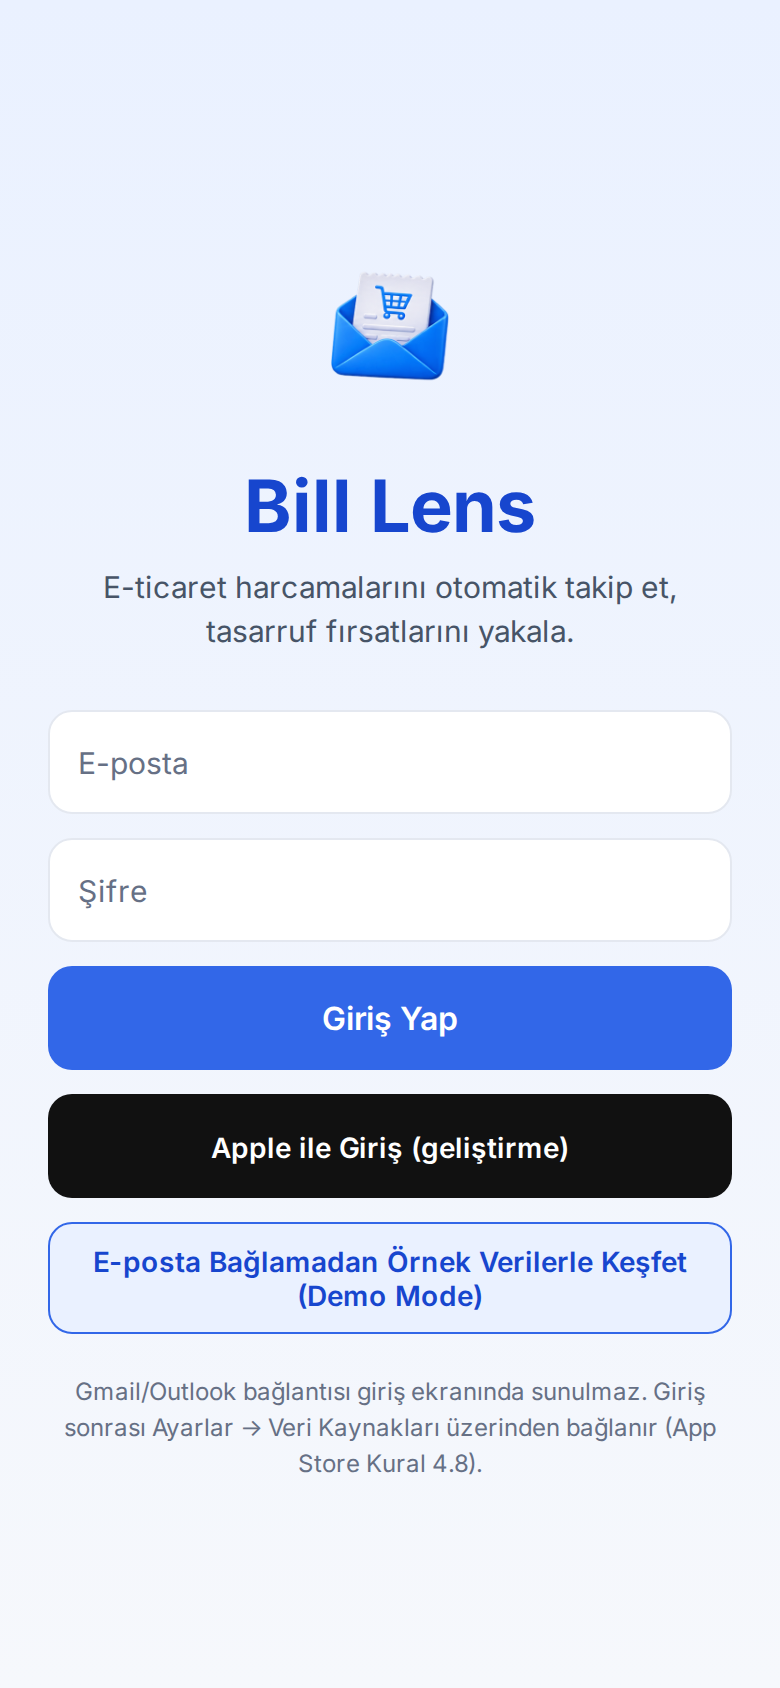 Bill Lens
E-ticaret harcamalarını otomatik takip et,
tasarruf fırsatlarını yakala.
E-posta
Şifre
Giriş Yap
Apple ile Giriş (geliştirme)
E-posta Bağlamadan Örnek Verilerle Keşfet
(Demo Mode)
Gmail/Outlook bağlantısı giriş ekranında sunulmaz. Giriş
sonrası Ayarlar → Veri Kaynakları üzerinden bağlanır (App
Store Kural 4.8).